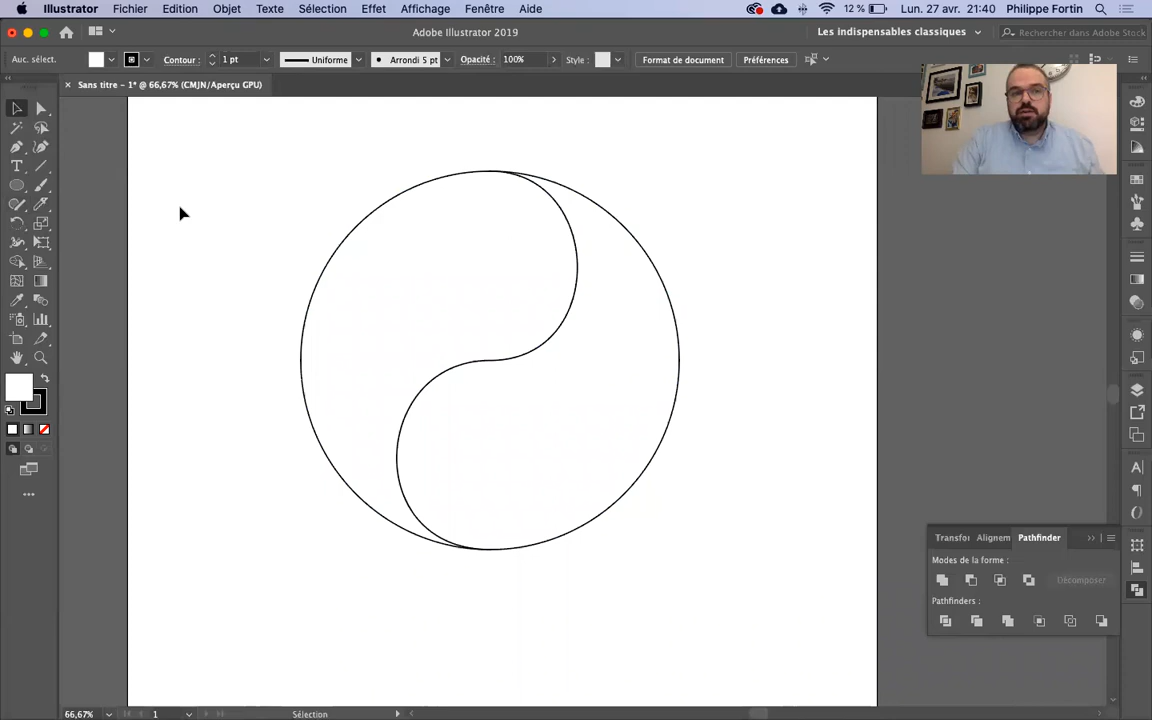 Illustrator Fichier Edition Objet Texte Sélection Effet Affichage Fenêtre Aide 12 % Lun. 27 avr. 21:40 Philippe Fortin
Adobe Illustrator 2019 Les indispensables classiques Rechercher dans Adobe Stock
Auc. sélect. Contour : 1 pt Uniforme Arrondi 5 pt Opacité : 100% Style : Format de document Préférences
× Sans titre - 1* @ 66,67% (CMJN/Aperçu GPU)
Transfor Alignem Pathfinder
Modes de la forme :
Décomposer
Pathfinders :
66,67% 1 Sélection